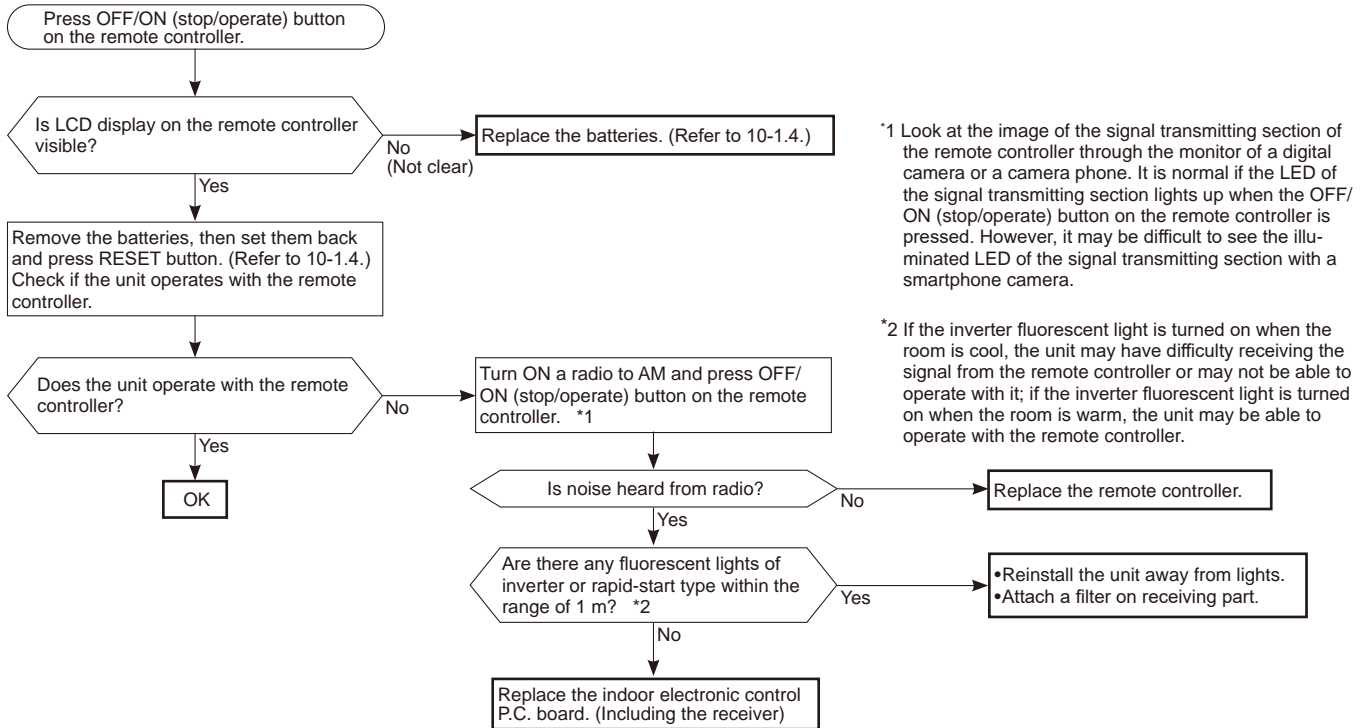 Press OFF/ON (stop/operate) button
on the remote controller.
Is LCD display on the remote controller
visible?
No
(Not clear)
Replace the batteries. (Refer to 10-1.4.)
Yes
Remove the batteries, then set them back
and press RESET button. (Refer to 10-1.4.)
Check if the unit operates with the remote
controller.
Does the unit operate with the remote
controller?
No
Yes
OK
Turn ON a radio to AM and press OFF/
ON (stop/operate) button on the remote
controller. *1
Is noise heard from radio?
No
Replace the remote controller.
Yes
Are there any fluorescent lights of
inverter or rapid-start type within the
range of 1 m? *2
Yes
•Reinstall the unit away from lights.
•Attach a filter on receiving part.
No
Replace the indoor electronic control
P.C. board. (Including the receiver)
*1 Look at the image of the signal transmitting section of
the remote controller through the monitor of a digital
camera or a camera phone. It is normal if the LED of
the signal transmitting section lights up when the OFF/
ON (stop/operate) button on the remote controller is
pressed. However, it may be difficult to see the illu-
minated LED of the signal transmitting section with a
smartphone camera.
*2 If the inverter fluorescent light is turned on when the
room is cool, the unit may have difficulty receiving the
signal from the remote controller or may not be able to
operate with it; if the inverter fluorescent light is turned
on when the room is warm, the unit may be able to
operate with the remote controller.